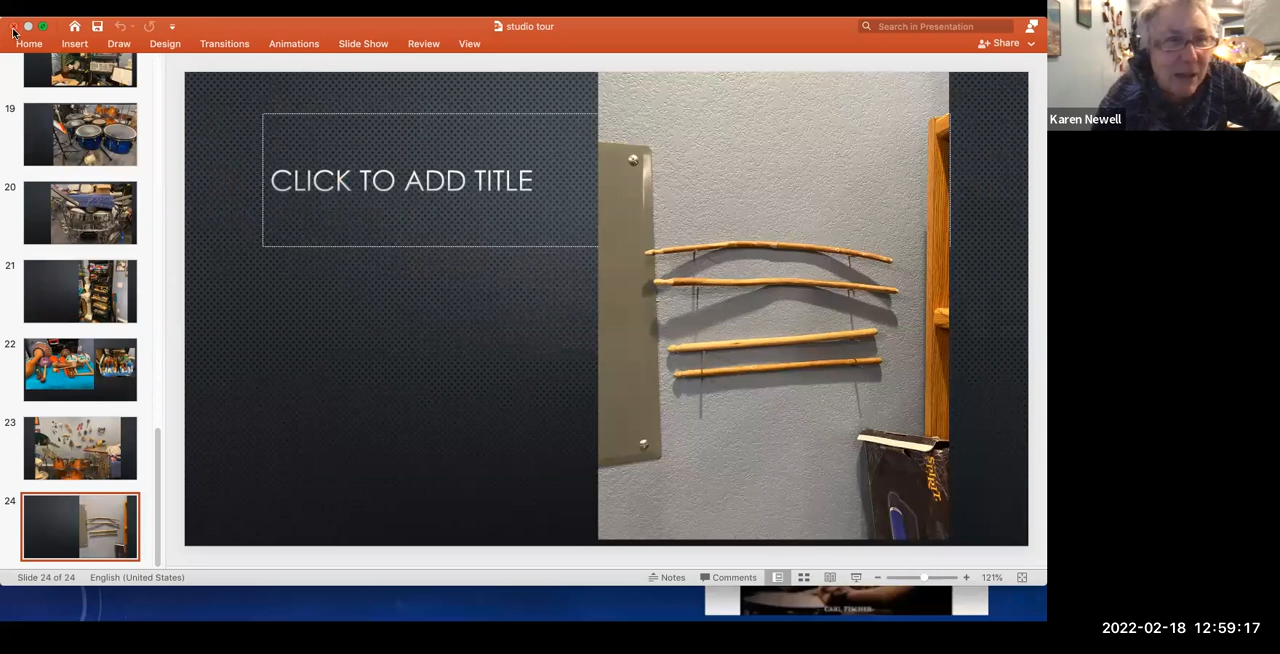 studio tour
Search in Presentation
Home Insert Draw Design Transitions Animations Slide Show Review View
Share
Karen Newell
19
20
21
22
23
24
CLICK TO ADD TITLE
Slide 24 of 24 English (United States)
Notes Comments 121%
CARL FISCHER
2022-02-18 12:59:17